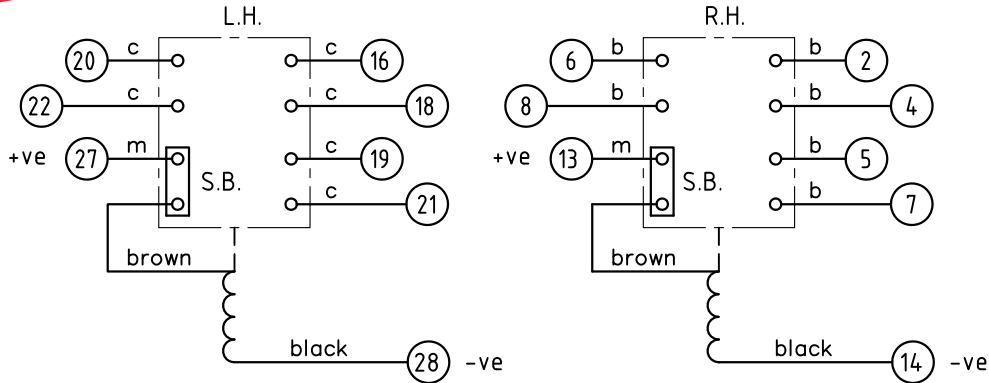 L.H. R.H.
20 c c 16 6 b b 2
22 c c 18 8 b b 4
+ve 27 m c 19 +ve 13 m b 5
S.B. S.B.
c 21 b 7
brown brown
black 28 -ve black 14 -ve